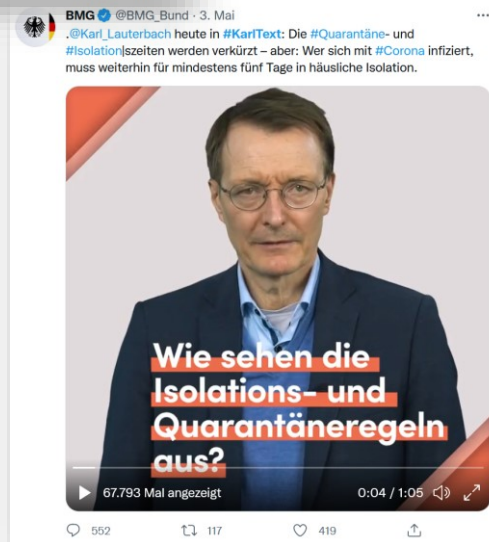 BMG @BMG_Bund · 3. Mai
.@Karl_Lauterbach heute in #KarlText: Die #Quarantäne- und
#Isolation|szeiten werden verkürzt – aber: Wer sich mit #Corona infiziert,
muss weiterhin für mindestens fünf Tage in häusliche Isolation.
Wie sehen die
Isolations- und
Quarantäneregeln
aus?
67.793 Mal angezeigt 0:04 / 1:05
552 117 419